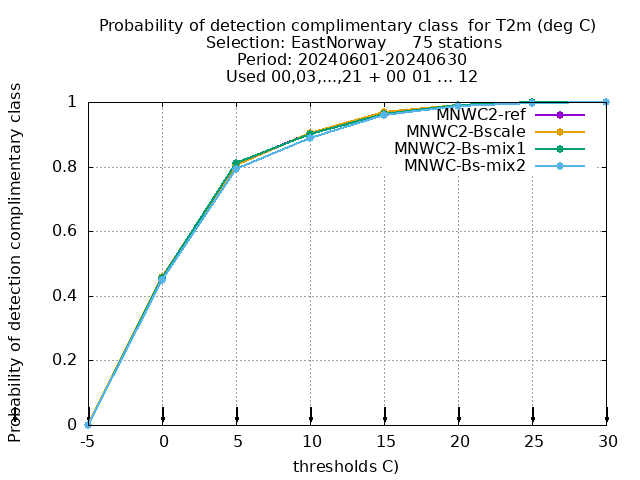 Probability of detection complimentary class  for T2m (deg C)
Selection: EastNorway     75 stations
Period: 20240601-20240630
Used 00,03,...,21 + 00 01 ... 12
Probability of detection complimentary class
1
0.8
0.6
0.4
0.2
0
MNWC2-ref
MNWC2-Bscale
MNWC2-Bs-mix1
MNWC-Bs-mix2
-5 0 5 10 15 20 25 30
thresholds C)